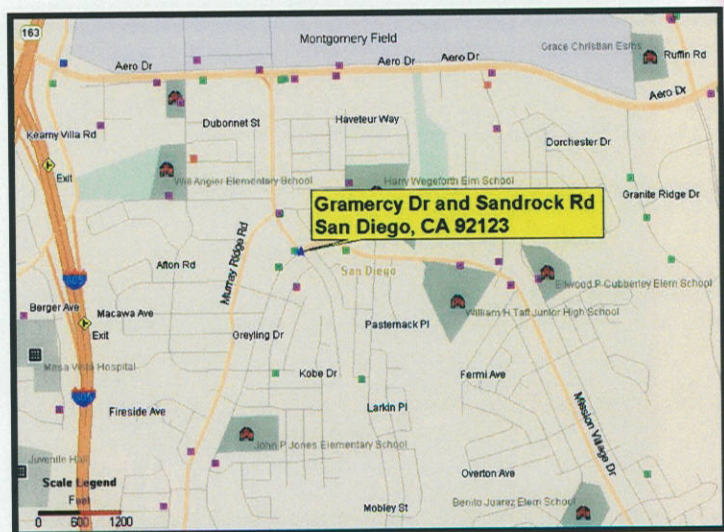 163
Montgomery Field
Grace Christian Elms
Ruffin Rd
Aero Dr
Aero Dr
Aero Dr
Aero Dr
Dubonnet St
Haveteur Way
Kearny Villa Rd
Dorchester Dr
Exit
Wm Angier Elementary School
Harry Wegeforth Elm School
Granite Ridge Dr
Gramercy Dr and Sandrock Rd
San Diego, CA 92123
Murray Ridge Rd
Afton Rd
San Diego
Ellwood P Cubberley Elem School
Berger Ave
Macawa Ave
William H Taft Junior High School
Exit
Greyling Dr
Pasternack Pl
Mesa Vista Hospital
Kobe Dr
Fermi Ave
Mission Village Dr
Fireside Ave
Larkin Pl
John P Jones Elementary School
Juvenile Hall
Overton Ave
Scale Legend
Feet
0 600 1200
Mobley St
Benito Juarez Elem School